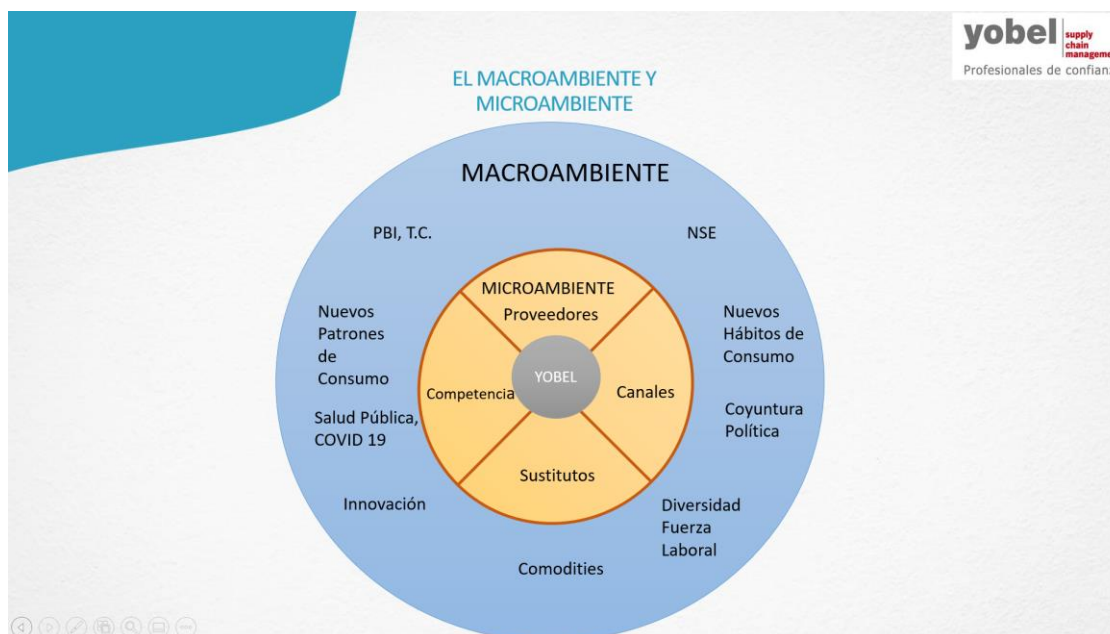 yobel
supply
chain
manageme
Profesionales de confian
EL MACROAMBIENTE Y
MICROAMBIENTE
MACROAMBIENTE
PBI, T.C.
NSE
MICROAMBIENTE
Proveedores
Nuevos
Patrones
de
Consumo
Nuevos
Hábitos de
Consumo
YOBEL
Competencia
Canales
Salud Pública,
COVID 19
Coyuntura
Política
Sustitutos
Innovación
Diversidad
Fuerza
Laboral
Comodities